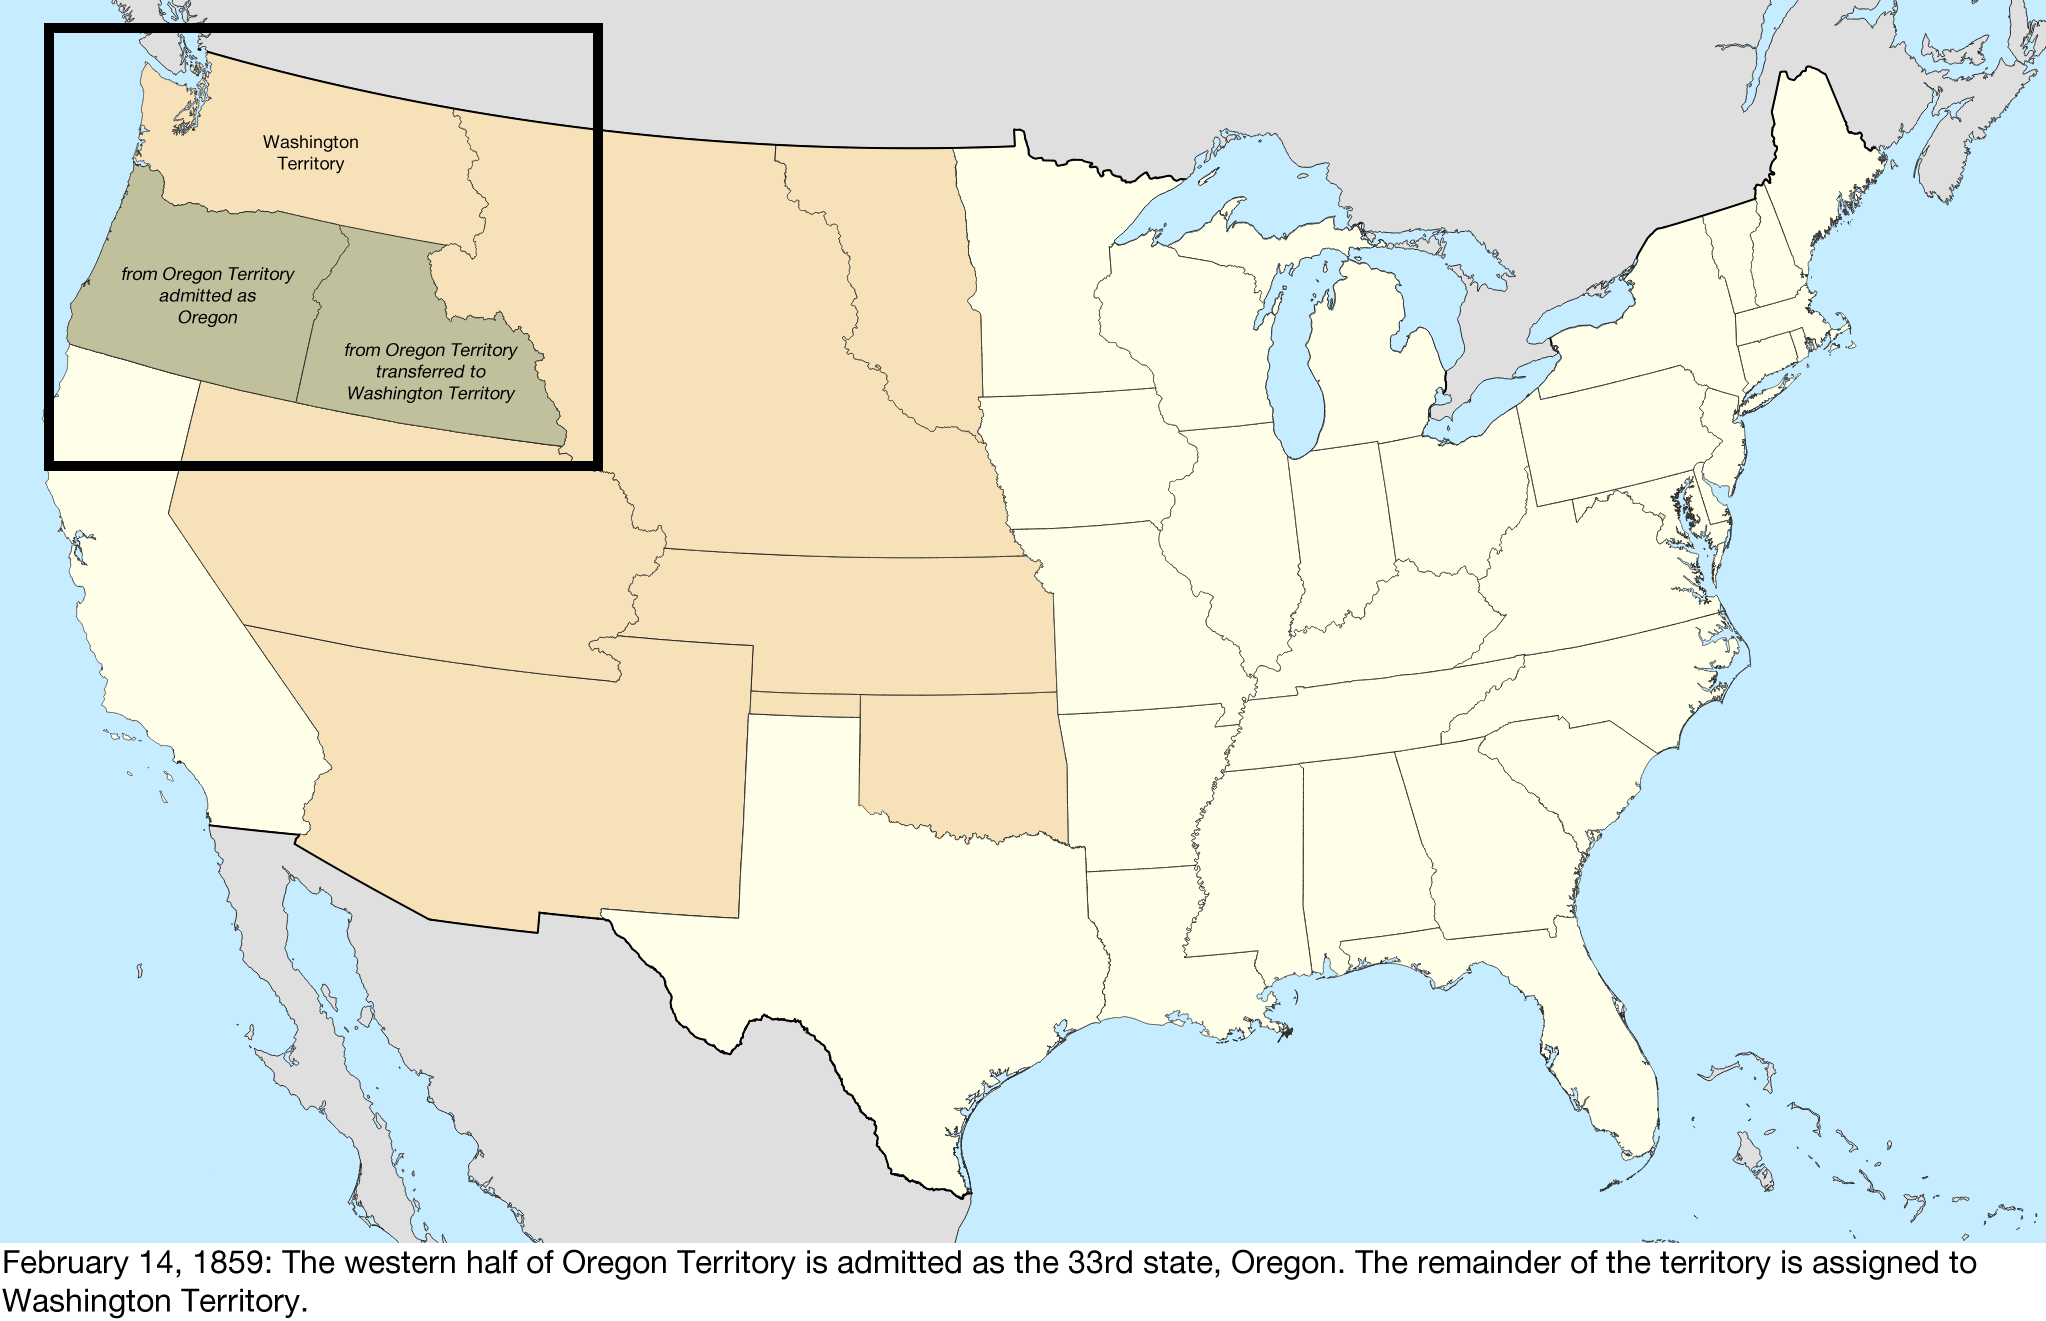 Washington
Territory
from Oregon Territory
admitted as
Oregon
from Oregon Territory
transferred to
Washington Territory
February 14, 1859: The western half of Oregon Territory is admitted as the 33rd state, Oregon. The remainder of the territory is assigned to
Washington Territory.